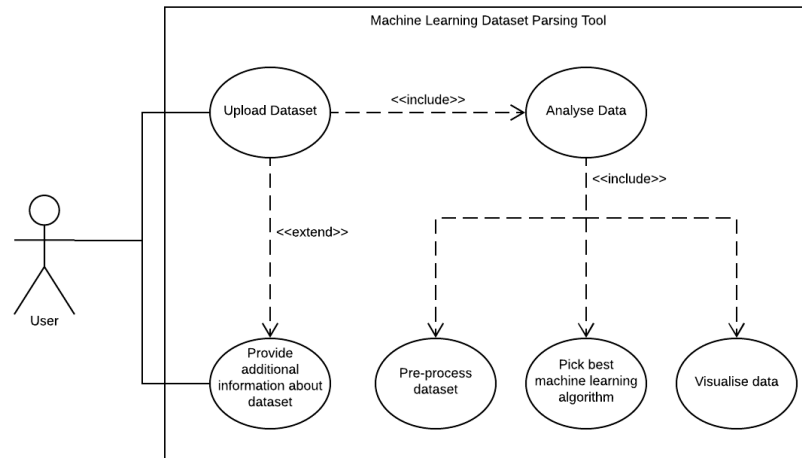 Machine Learning Dataset Parsing Tool
Upload Dataset
<<include>>
Analyse Data
<<include>>
<<extend>>
User
Provide
additional
information about
dataset
Pre-process
dataset
Pick best
machine learning
algorithm
Visualise data